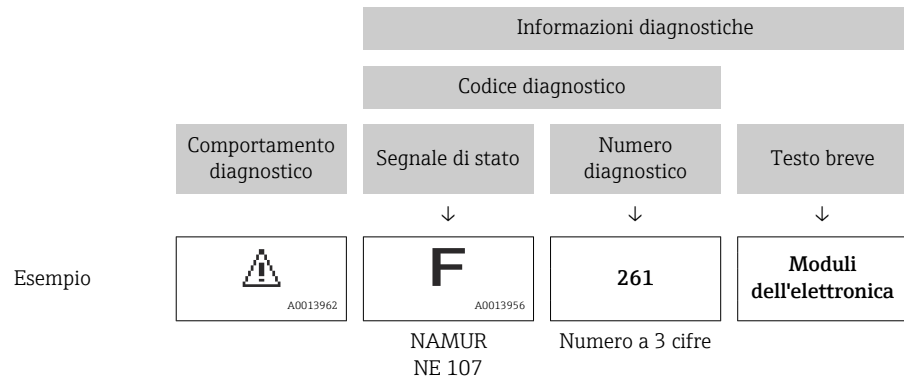 Informazioni diagnostiche
Codice diagnostico
Comportamento
diagnostico
Segnale di stato
Numero
diagnostico
Testo breve
↓
↓
↓
Esempio
A0013962
F
A0013956
261
Moduli
dell'elettronica
NAMUR
NE 107
Numero a 3 cifre